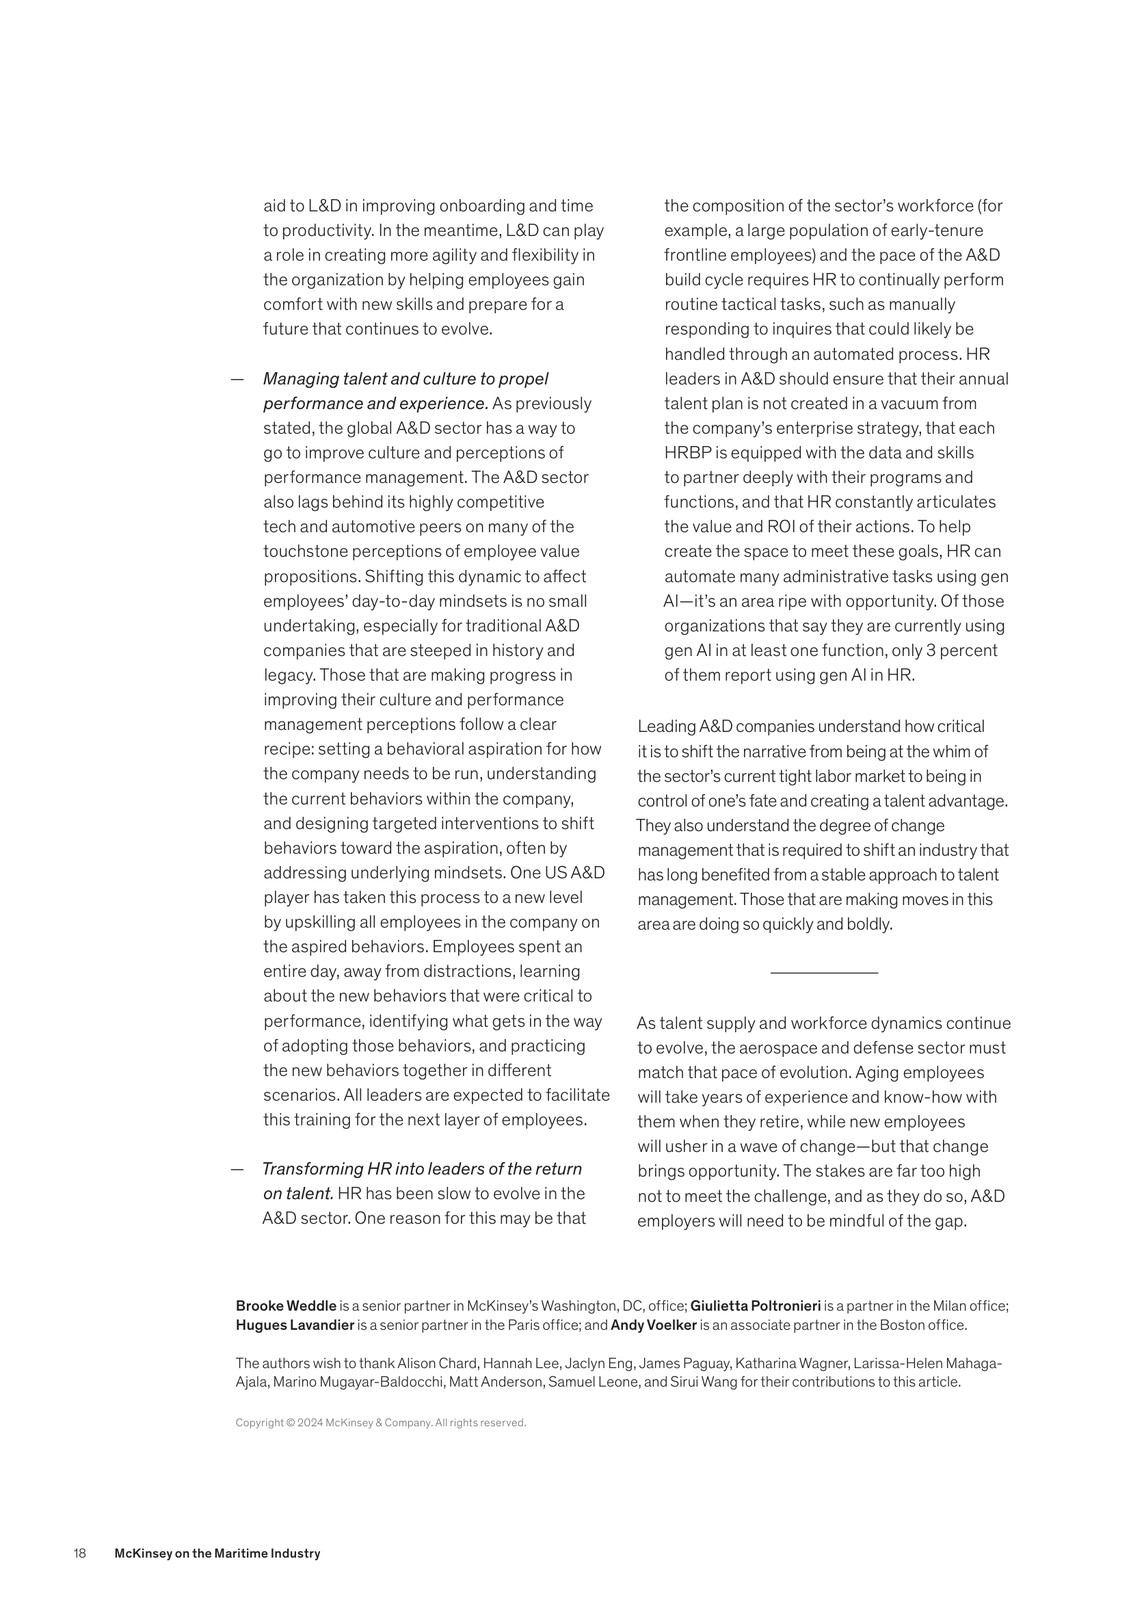 aid to L&D in improving onboarding and time
to productivity. In the meantime, L&D can play
a role in creating more agility and flexibility in
the organization by helping employees gain
comfort with new skills and prepare for a
future that continues to evolve.
— Managing talent and culture to propel
performance and experience. As previously
stated, the global A&D sector has a way to
go to improve culture and perceptions of
performance management. The A&D sector
also lags behind its highly competitive
tech and automotive peers on many of the
touchstone perceptions of employee value
propositions. Shifting this dynamic to affect
employees’ day-to-day mindsets is no small
undertaking, especially for traditional A&D
companies that are steeped in history and
legacy. Those that are making progress in
improving their culture and performance
management perceptions follow a clear
recipe: setting a behavioral aspiration for how
the company needs to be run, understanding
the current behaviors within the company,
and designing targeted interventions to shift
behaviors toward the aspiration, often by
addressing underlying mindsets. One US A&D
player has taken this process to a new level
by upskilling all employees in the company on
the aspired behaviors. Employees spent an
entire day, away from distractions, learning
about the new behaviors that were critical to
performance, identifying what gets in the way
of adopting those behaviors, and practicing
the new behaviors together in different
scenarios. All leaders are expected to facilitate
this training for the next layer of employees.
— Transforming HR into leaders of the return
on talent. HR has been slow to evolve in the
A&D sector. One reason for this may be that
the composition of the sector’s workforce (for
example, a large population of early-tenure
frontline employees) and the pace of the A&D
build cycle requires HR to continually perform
routine tactical tasks, such as manually
responding to inquires that could likely be
handled through an automated process. HR
leaders in A&D should ensure that their annual
talent plan is not created in a vacuum from
the company’s enterprise strategy, that each
HRBP is equipped with the data and skills
to partner deeply with their programs and
functions, and that HR constantly articulates
the value and ROI of their actions. To help
create the space to meet these goals, HR can
automate many administrative tasks using gen
AI—it’s an area ripe with opportunity. Of those
organizations that say they are currently using
gen AI in at least one function, only 3 percent
of them report using gen AI in HR.
Leading A&D companies understand how critical
it is to shift the narrative from being at the whim of
the sector’s current tight labor market to being in
control of one’s fate and creating a talent advantage.
They also understand the degree of change
management that is required to shift an industry that
has long benefited from a stable approach to talent
management. Those that are making moves in this
area are doing so quickly and boldly.
As talent supply and workforce dynamics continue
to evolve, the aerospace and defense sector must
match that pace of evolution. Aging employees
will take years of experience and know-how with
them when they retire, while new employees
will usher in a wave of change—but that change
brings opportunity. The stakes are far too high
not to meet the challenge, and as they do so, A&D
employers will need to be mindful of the gap.
Brooke Weddle is a senior partner in McKinsey’s Washington, DC, office; Giulietta Poltronieri is a partner in the Milan office;
Hugues Lavandier is a senior partner in the Paris office; and Andy Voelker is an associate partner in the Boston office.
The authors wish to thank Alison Chard, Hannah Lee, Jaclyn Eng, James Paguay, Katharina Wagner, Larissa-Helen Mahaga-
Ajala, Marino Mugayar-Baldocchi, Matt Anderson, Samuel Leone, and Sirui Wang for their contributions to this article.
Copyright © 2024 McKinsey & Company. All rights reserved.
18 McKinsey on the Maritime Industry